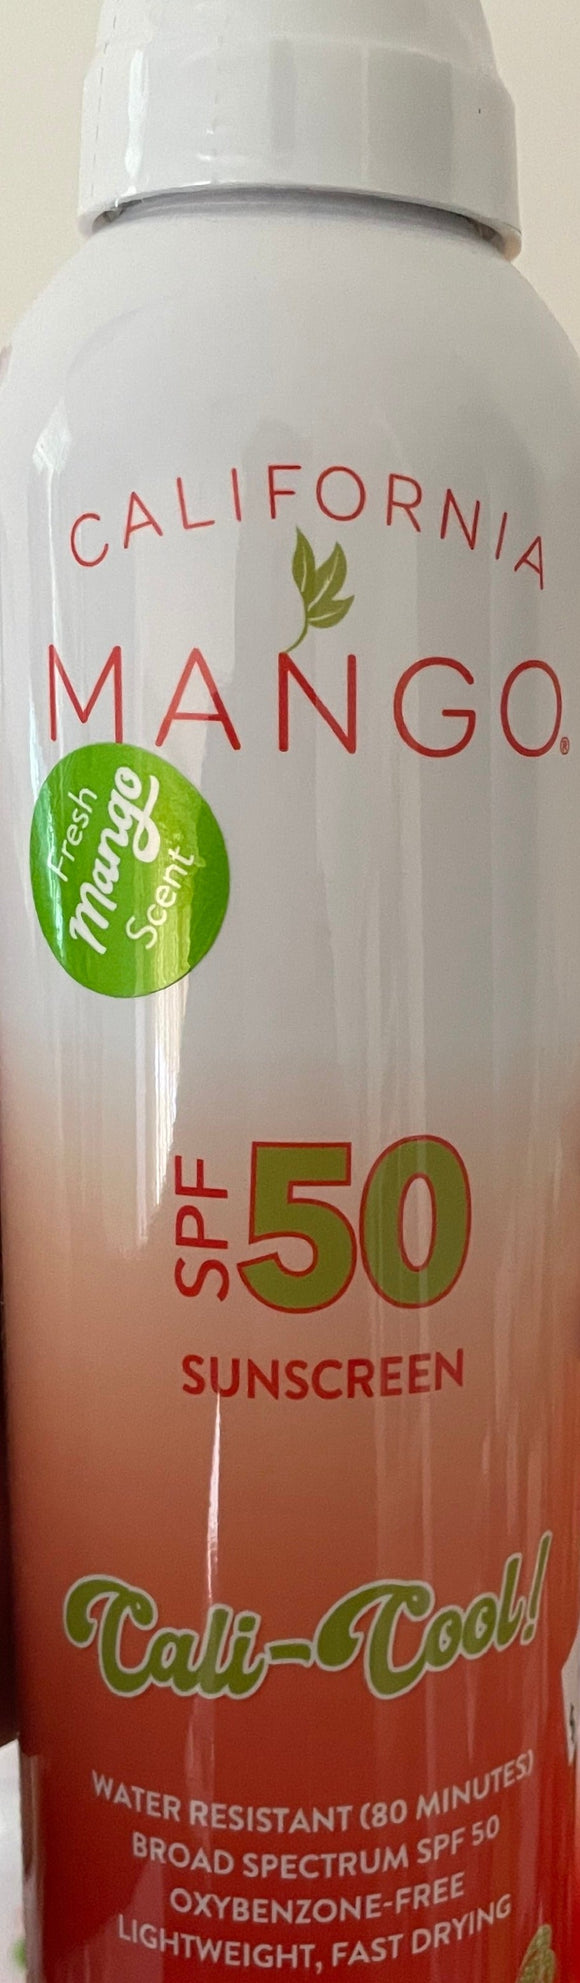 CALIFORNIA
MANGO®
Fresh
Mango
Scent
SPF 50
SUNSCREEN
Cali-Cool!
WATER RESISTANT (80 MINUTES)
BROAD SPECTRUM SPF 50
OXYBENZONE-FREE
LIGHTWEIGHT, FAST DRYING